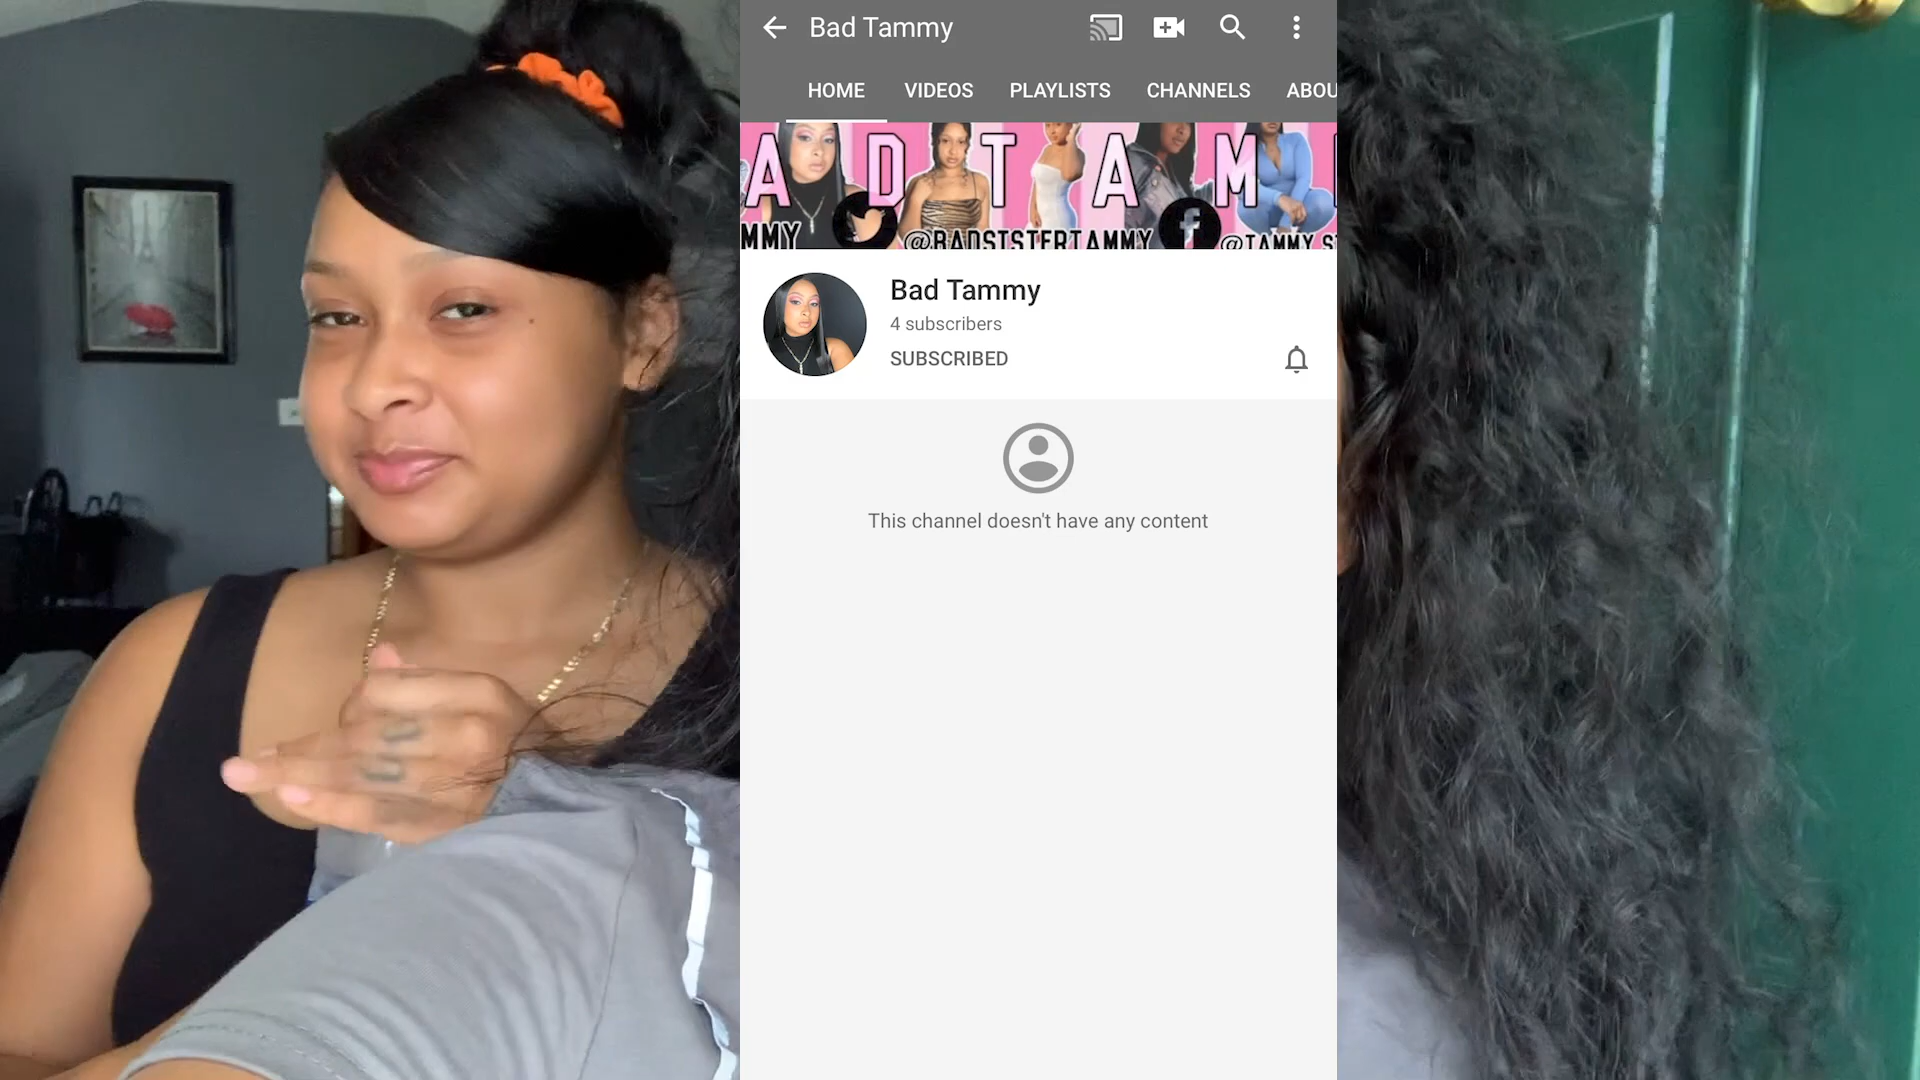 Bad Tammy
HOME VIDEOS PLAYLISTS CHANNELS ABOU
A D T A M
MMY @BADSISTERTAMMY @TAMMY.S
Bad Tammy
4 subscribers
SUBSCRIBED
This channel doesn't have any content